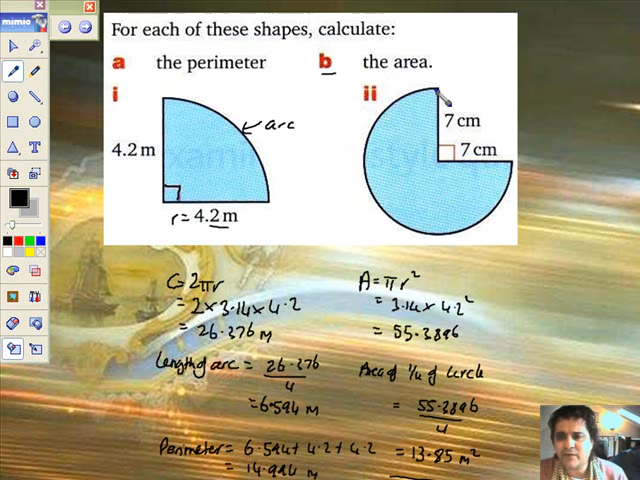 mimio
For each of these shapes, calculate:
a the perimeter b the area.
i ii
arc
4.2 m
7 cm
7 cm
r = 4.2 m
C = 2πr
= 2 × 3.14 × 4.2
= 26.376 m
Length of arc = 26.376
4
= 6.594 m
Perimeter = 6.594 + 4.2 + 4.2
= 14.994 m
A = πr²
= 3.14 × 4.2²
= 55.3896
Area of 1/4 of circle
= 55.3896
4
= 13.85 m²